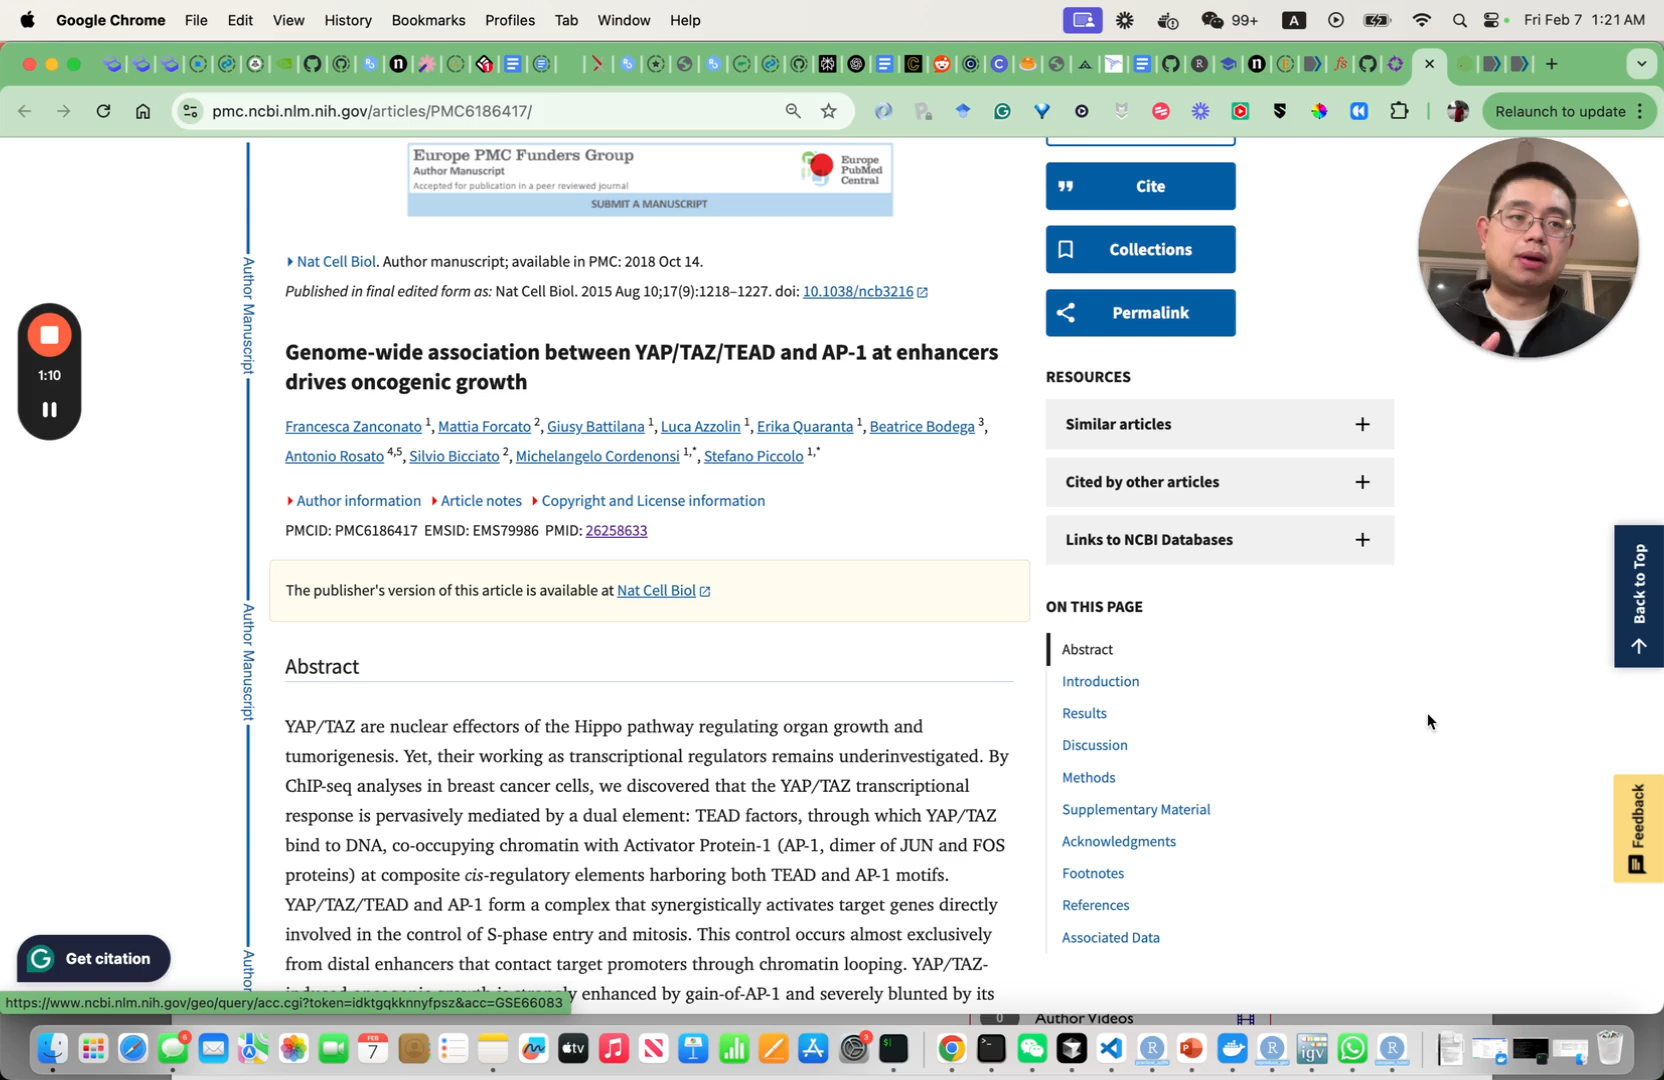 Google Chrome File Edit View History Bookmarks Profiles Tab Window Help 99+ A Fri Feb 7 1:21 AM
pmc.ncbi.nlm.nih.gov/articles/PMC6186417/ Relaunch to update
Europe PMC Funders Group
Author Manuscript
Accepted for publication in a peer reviewed journal
Europe
PubMed
Central
SUBMIT A MANUSCRIPT
Author Manuscript
Author Manuscript
Autho
Nat Cell Biol. Author manuscript; available in PMC: 2018 Oct 14.
Published in final edited form as: Nat Cell Biol. 2015 Aug 10;17(9):1218–1227. doi: 10.1038/ncb3216
Genome-wide association between YAP/TAZ/TEAD and AP-1 at enhancers
drives oncogenic growth
Francesca Zanconato 1, Mattia Forcato 2, Giusy Battilana 1, Luca Azzolin 1, Erika Quaranta 1, Beatrice Bodega 3,
Antonio Rosato 4,5, Silvio Bicciato 2, Michelangelo Cordenonsi 1,*, Stefano Piccolo 1,*
Author information Article notes Copyright and License information
PMCID: PMC6186417 EMSID: EMS79986 PMID: 26258633
The publisher's version of this article is available at Nat Cell Biol
Abstract
YAP/TAZ are nuclear effectors of the Hippo pathway regulating organ growth and
tumorigenesis. Yet, their working as transcriptional regulators remains underinvestigated. By
ChIP-seq analyses in breast cancer cells, we discovered that the YAP/TAZ transcriptional
response is pervasively mediated by a dual element: TEAD factors, through which YAP/TAZ
bind to DNA, co-occupying chromatin with Activator Protein-1 (AP-1, dimer of JUN and FOS
proteins) at composite cis-regulatory elements harboring both TEAD and AP-1 motifs.
YAP/TAZ/TEAD and AP-1 form a complex that synergistically activates target genes directly
involved in the control of S-phase entry and mitosis. This control occurs almost exclusively
from distal enhancers that contact target promoters through chromatin looping. YAP/TAZ-
enhanced by gain-of-AP-1 and severely blunted by its
Cite
Collections
Permalink
RESOURCES
Similar articles
Cited by other articles
Links to NCBI Databases
ON THIS PAGE
Abstract
Introduction
Results
Discussion
Methods
Supplementary Material
Acknowledgments
Footnotes
References
Associated Data
Back to Top
Feedback
1:10
Get citation
https://www.ncbi.nlm.nih.gov/geo/query/acc.cgi?token=idktgqkknnyfpsz&acc=GSE66083
0 Author Videos
6
FEB
7
tv
3
igv